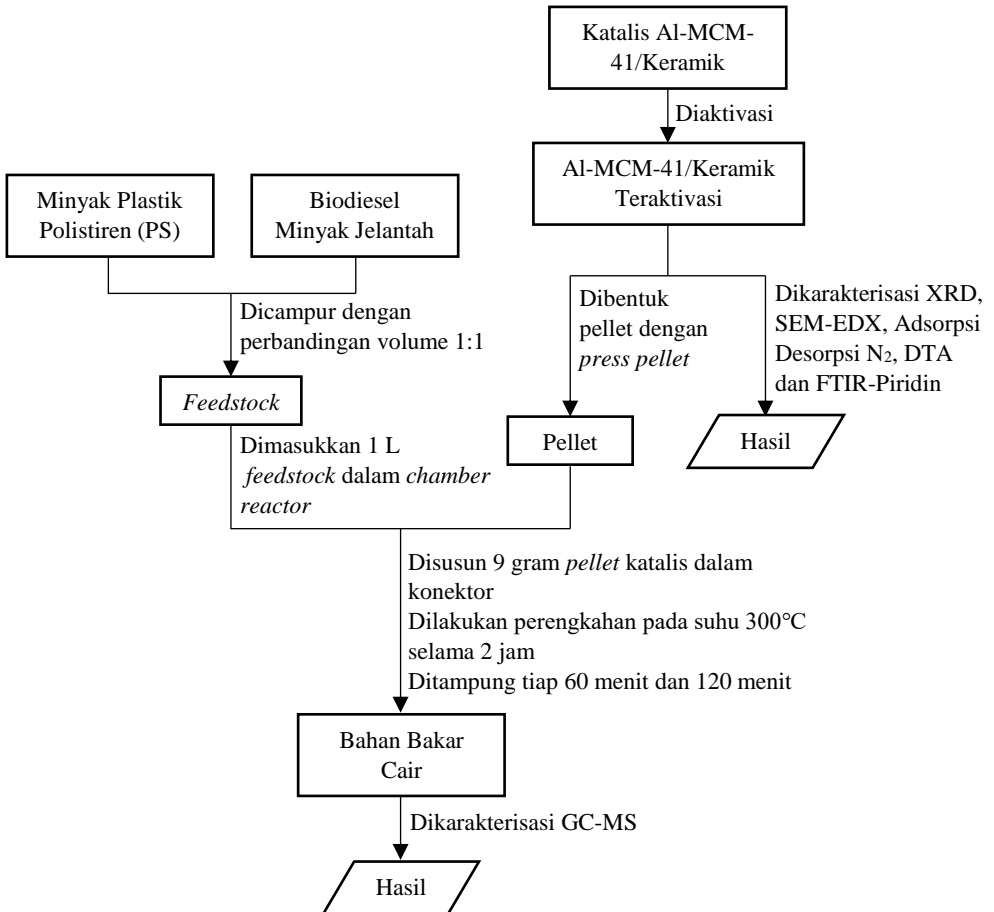 Katalis Al-MCM-
41/Keramik
Diaktivasi
Al-MCM-41/Keramik
Teraktivasi
Minyak Plastik
Polistiren (PS)
Biodiesel
Minyak Jelantah
Dicampur dengan
perbandingan volume 1:1
Dibentuk
pellet dengan
press pellet
Dikarakterisasi XRD,
SEM-EDX, Adsorpsi
Desorpsi N2, DTA
dan FTIR-Piridin
Feedstock
Pellet
Hasil
Dimasukkan 1 L
feedstock dalam chamber
reactor
Disusun 9 gram pellet katalis dalam
konektor
Dilakukan perengkahan pada suhu 300°C
selama 2 jam
Ditampung tiap 60 menit dan 120 menit
Bahan Bakar
Cair
Dikarakterisasi GC-MS
Hasil